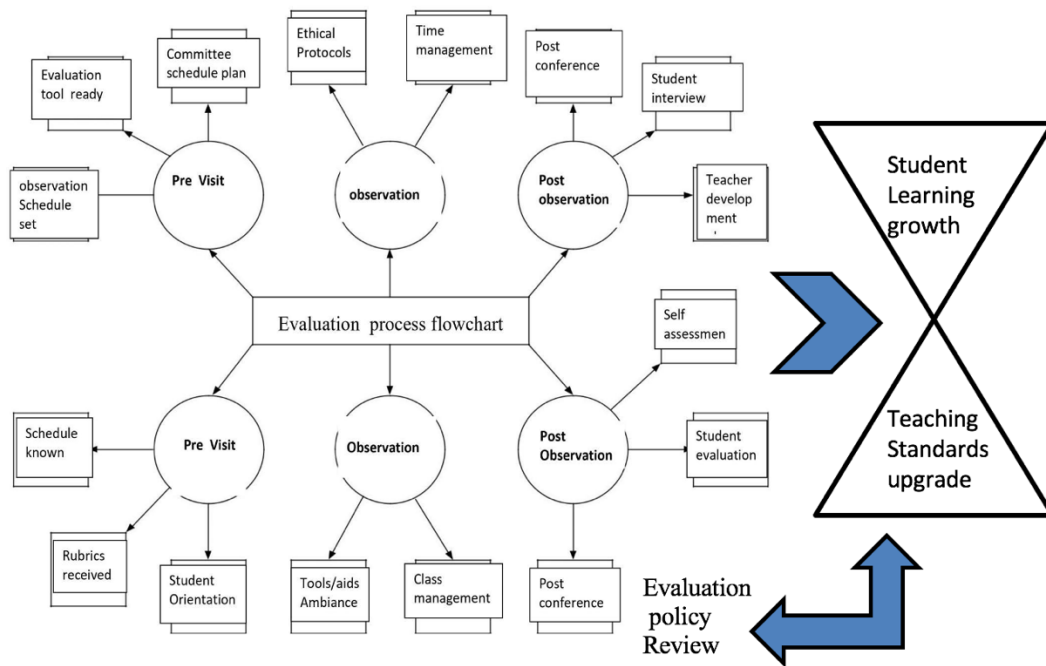 Ethical
Protocols
Time
management
Committee
schedule plan
Post
conference
Evaluation
tool ready
Student
interview
observation
Schedule
set
Pre Visit
observation
Post
observation
Teacher
develop
ment
Student
Learning
growth
Evaluation process flowchart
Self
assessmen
Schedule
known
Pre Visit
Observation
Post
Observation
Student
evaluation
Teaching
Standards
upgrade
Rubrics
received
Student
Orientation
Tools/aids
Ambiance
Class
management
Post
conference
Evaluation
policy
Review